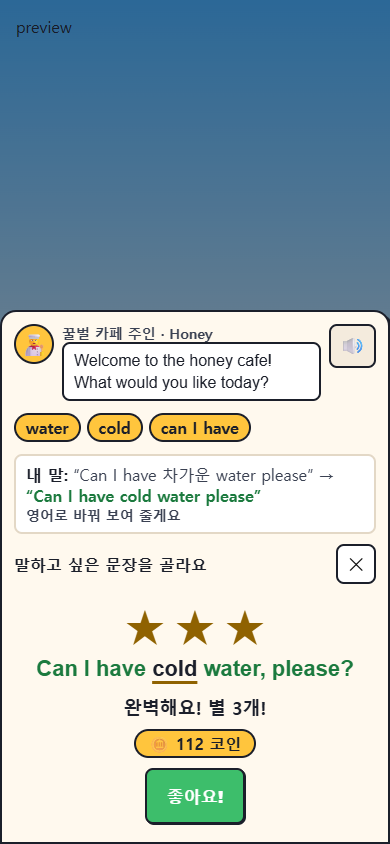 preview
꿀벌 카페 주인 · Honey
Welcome to the honey cafe!
What would you like today?
water
cold
can I have
내 말: “Can I have 차가운 water please” →
“Can I have cold water please”
영어로 바꿔 보여 줄게요
말하고 싶은 문장을 골라요
Can I have cold water, please?
완벽해요! 별 3개!
112 코인
좋아요!